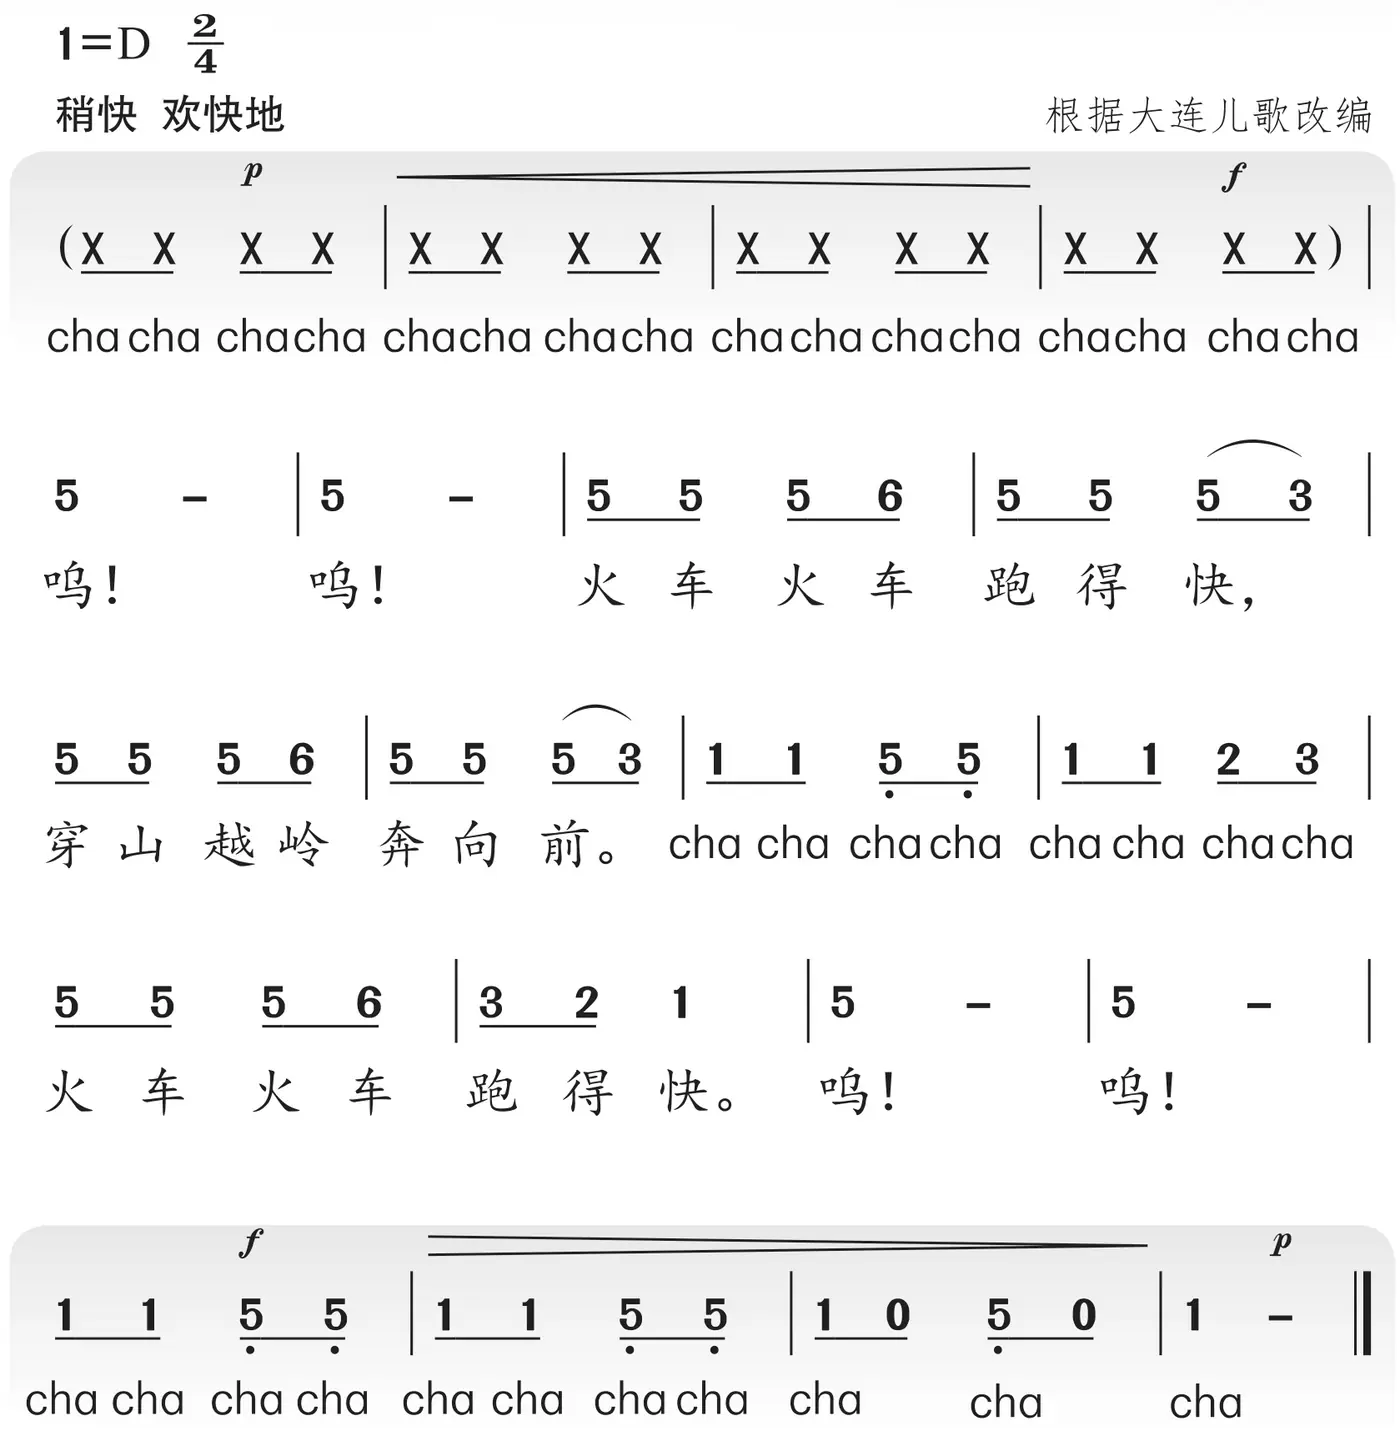 1=D 2/4
稍快 欢快地 根据大连儿歌改编
p f
(X X X X | X X X X | X X X X | X X X X) |
cha cha cha cha cha cha cha cha cha cha cha cha cha cha cha cha
5 - | 5 - | 5 5 5 6 | 5 5 5 3 |
呜! 呜! 火 车 火 车 跑 得 快,
5 5 5 6 | 5 5 5 3 | 1 1 5̣ 5̣ | 1 1 2 3 |
穿 山 越 岭 奔 向 前。 cha cha cha cha cha cha cha cha
5 5 5 6 | 3 2 1 | 5 - | 5 - |
火 车 火 车 跑 得 快。 呜! 呜!
f p
1 1 5̣ 5̣ | 1 1 5̣ 5̣ | 1 0 5̣ 0 | 1 - ‖
cha cha cha cha cha cha cha cha cha cha cha